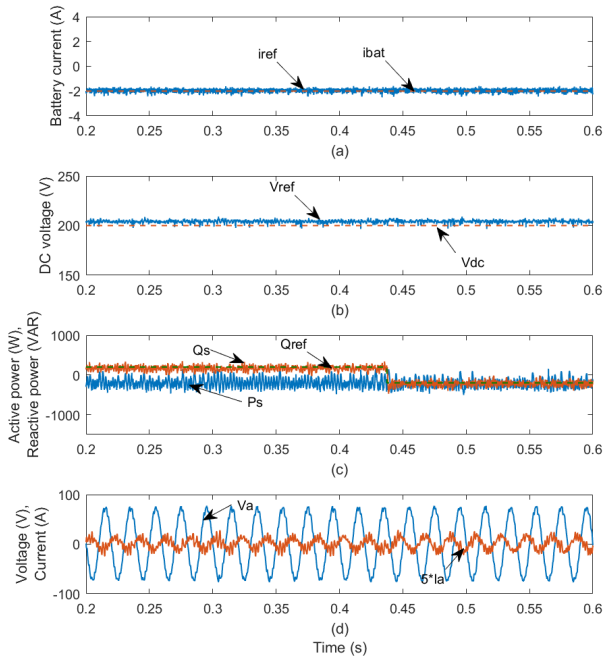 Battery current (A)
4
2
0
-2
-4
iref
ibat
0.2 0.25 0.3 0.35 0.4 0.45 0.5 0.55 0.6
(a)
DC voltage (V)
250
200
150
Vref
Vdc
0.2 0.25 0.3 0.35 0.4 0.45 0.5 0.55 0.6
(b)
Active power (W),
Reactive power (VAR)
1000
0
-1000
Qs
Qref
Ps
0.2 0.25 0.3 0.35 0.4 0.45 0.5 0.55 0.6
(c)
Voltage (V),
Current (A)
100
0
-100
Va
5*Ia
0.2 0.25 0.3 0.35 0.4 0.45 0.5 0.55 0.6
(d)
Time (s)